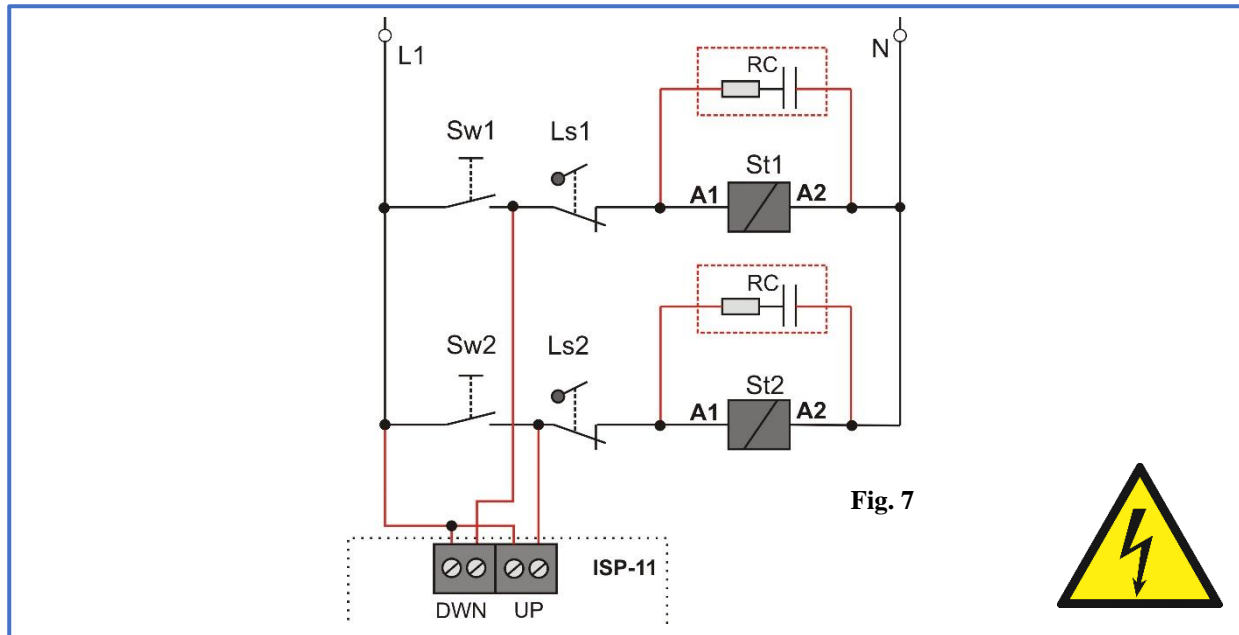 L1
N
RC
Sw1
Ls1
St1
A1
A2
RC
Sw2
Ls2
St2
A1
A2
Fig. 7
ISP-11
DWN
UP